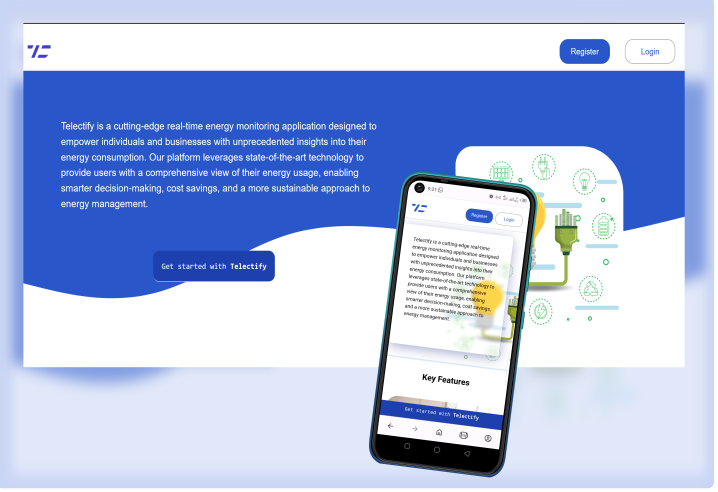 Register
Login
Telectify is a cutting-edge real-time energy monitoring application designed to
empower individuals and businesses with unprecedented insights into their
energy consumption. Our platform leverages state-of-the-art technology to
provide users with a comprehensive view of their energy usage, enabling
smarter decision-making, cost savings, and a more sustainable approach to
energy management.
Get started with Telectify
9:31
Register
Login
Telectify is a cutting-edge real-time
energy monitoring application designed
to empower individuals and businesses
with unprecedented insights into their
energy consumption. Our platform
leverages state-of-the-art technology to
provide users with a comprehensive
view of their energy usage, enabling
smarter decision-making, cost savings,
and a more sustainable approach to
energy management.
Key Features
Get started with Telectify